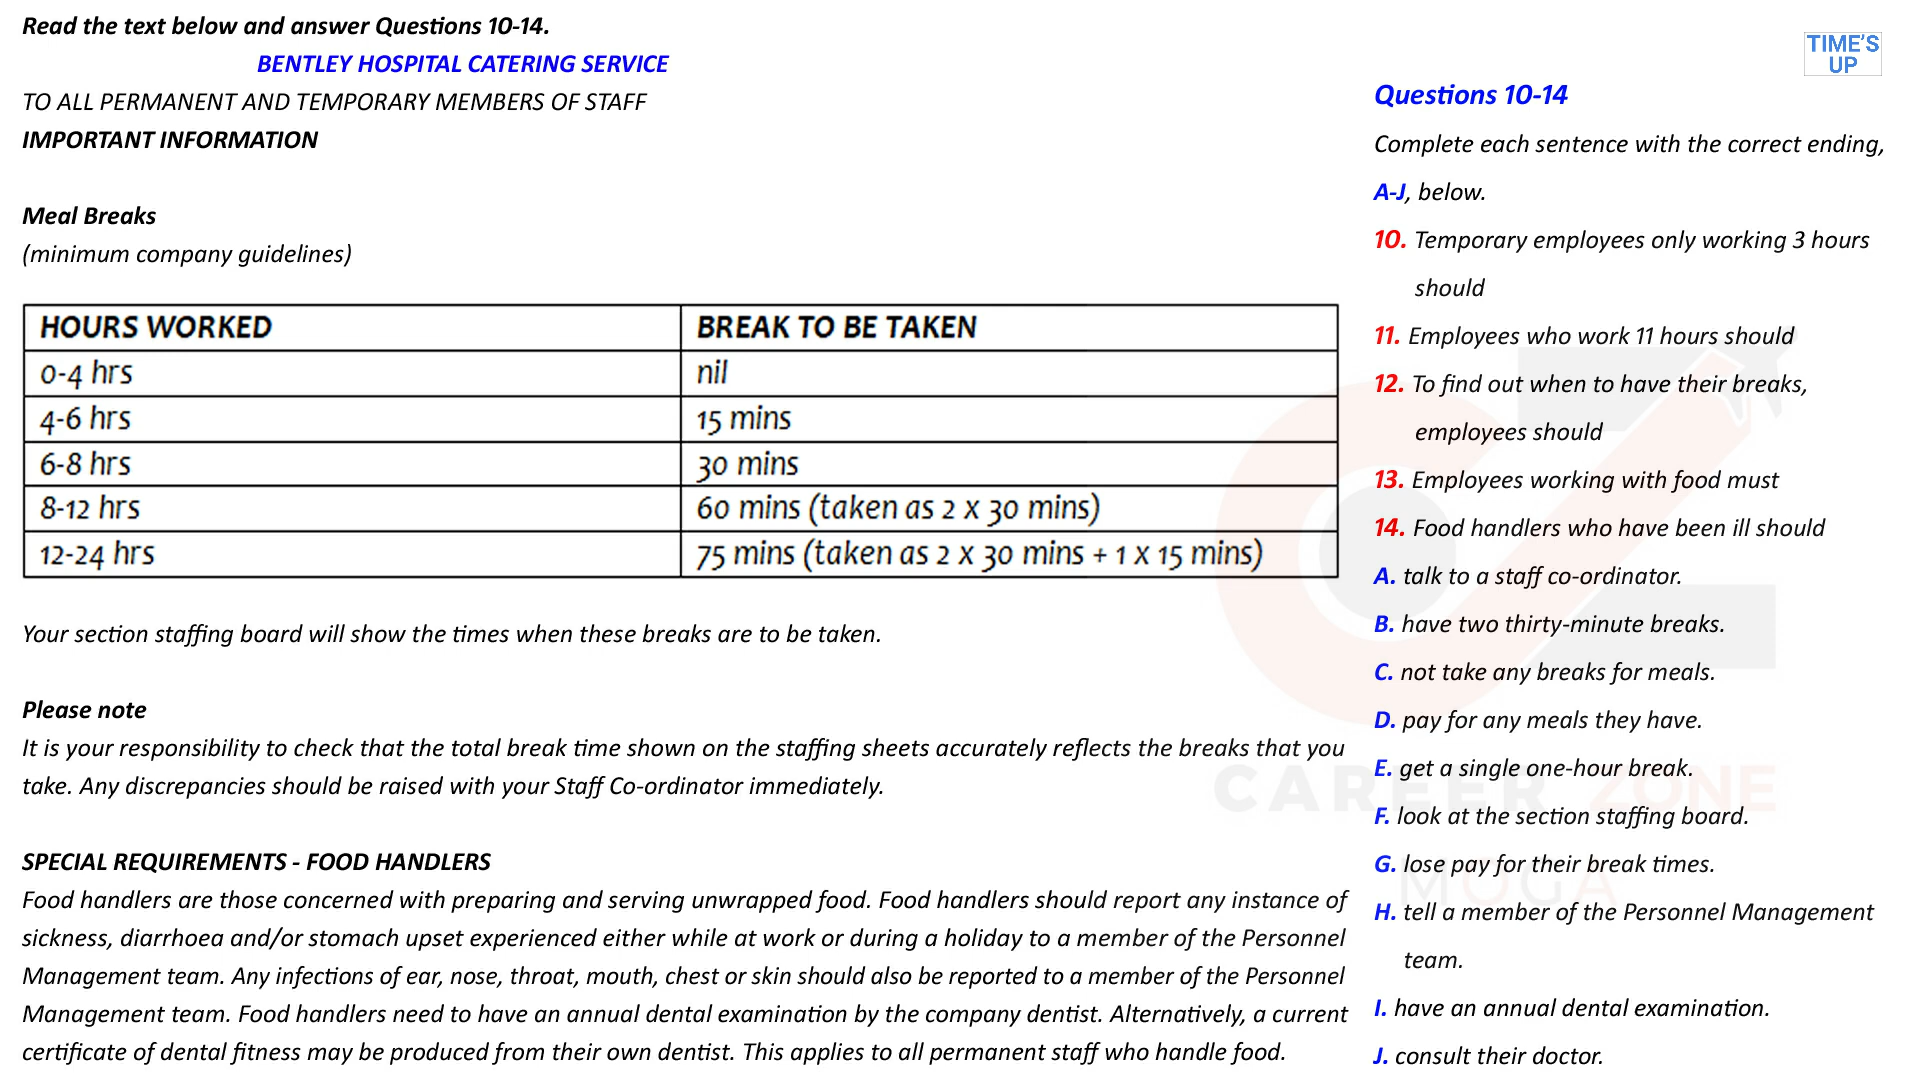 Read the text below and answer Questions 10-14.
BENTLEY HOSPITAL CATERING SERVICE
TO ALL PERMANENT AND TEMPORARY MEMBERS OF STAFF
IMPORTANT INFORMATION
Meal Breaks
(minimum company guidelines)
HOURS WORKED BREAK TO BE TAKEN
0-4 hrs nil
4-6 hrs 15 mins
6-8 hrs 30 mins
8-12 hrs 60 mins (taken as 2 x 30 mins)
12-24 hrs 75 mins (taken as 2 x 30 mins + 1 x 15 mins)
Your section staffing board will show the times when these breaks are to be taken.
Please note
It is your responsibility to check that the total break time shown on the staffing sheets accurately reflects the breaks that you
take. Any discrepancies should be raised with your Staff Co-ordinator immediately.
SPECIAL REQUIREMENTS - FOOD HANDLERS
Food handlers are those concerned with preparing and serving unwrapped food. Food handlers should report any instance of
sickness, diarrhoea and/or stomach upset experienced either while at work or during a holiday to a member of the Personnel
Management team. Any infections of ear, nose, throat, mouth, chest or skin should also be reported to a member of the Personnel
Management team. Food handlers need to have an annual dental examination by the company dentist. Alternatively, a current
certificate of dental fitness may be produced from their own dentist. This applies to all permanent staff who handle food.
TIME'S
UP
Questions 10-14
Complete each sentence with the correct ending,
A-J, below.
10. Temporary employees only working 3 hours
should
11. Employees who work 11 hours should
12. To find out when to have their breaks,
employees should
13. Employees working with food must
14. Food handlers who have been ill should
A. talk to a staff co-ordinator.
B. have two thirty-minute breaks.
C. not take any breaks for meals.
D. pay for any meals they have.
E. get a single one-hour break.
F. look at the section staffing board.
G. lose pay for their break times.
H. tell a member of the Personnel Management
team.
I. have an annual dental examination.
J. consult their doctor.
CAREER ZONE
MOGA